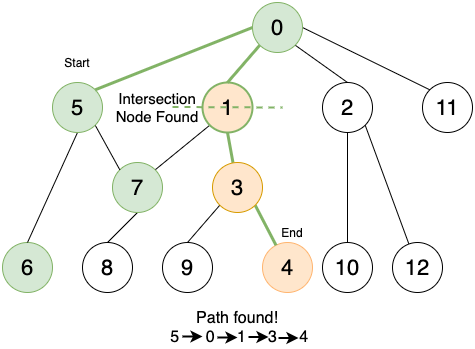 0
Start
5
Intersection
Node Found
1
2
11
7
3
End
6
8
9
4
10
12
Path found!
5→0→1→3→4